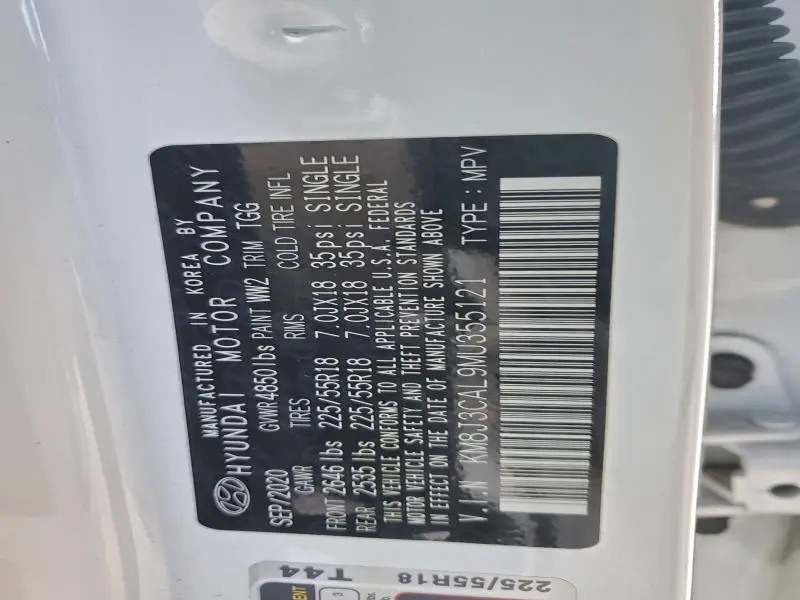 MANUFACTURED IN KOREA BY
HYUNDAI MOTOR COMPANY
SEP/2020 GVWR 4850 lbs PAINT WW2 TRIM TGG
GAWR TIRES RIMS COLD TIRE INFL
FRONT 2646 lbs 225/55R18 7.0JX18 35psi SINGLE
REAR 2535 lbs 225/55R18 7.0JX18 35psi SINGLE
THIS VEHICLE CONFORMS TO ALL APPLICABLE U.S.A. FEDERAL
MOTOR VEHICLE SAFETY AND THEFT PREVENTION STANDARDS
IN EFFECT ON THE DATE OF MANUFACTURE SHOWN ABOVE
V.I.N KM8J3CAL9MU355121 TYPE : MPV
T44
225/55R18
3